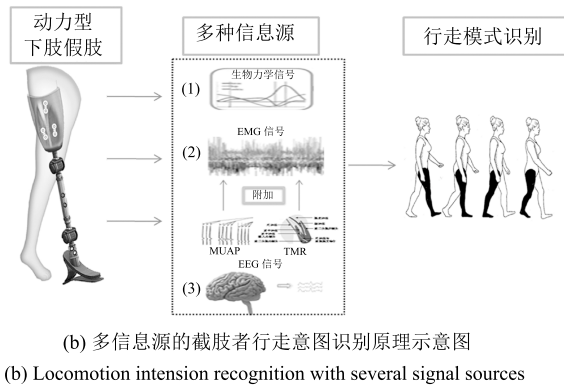 动力型
下肢假肢
多种信息源
行走模式识别
(1)
生物力学信号
(2)
EMG 信号
附加
MUAP
TMR
(3)
EEG 信号
(b) 多信息源的截肢者行走意图识别原理示意图
(b) Locomotion intension recognition with several signal sources